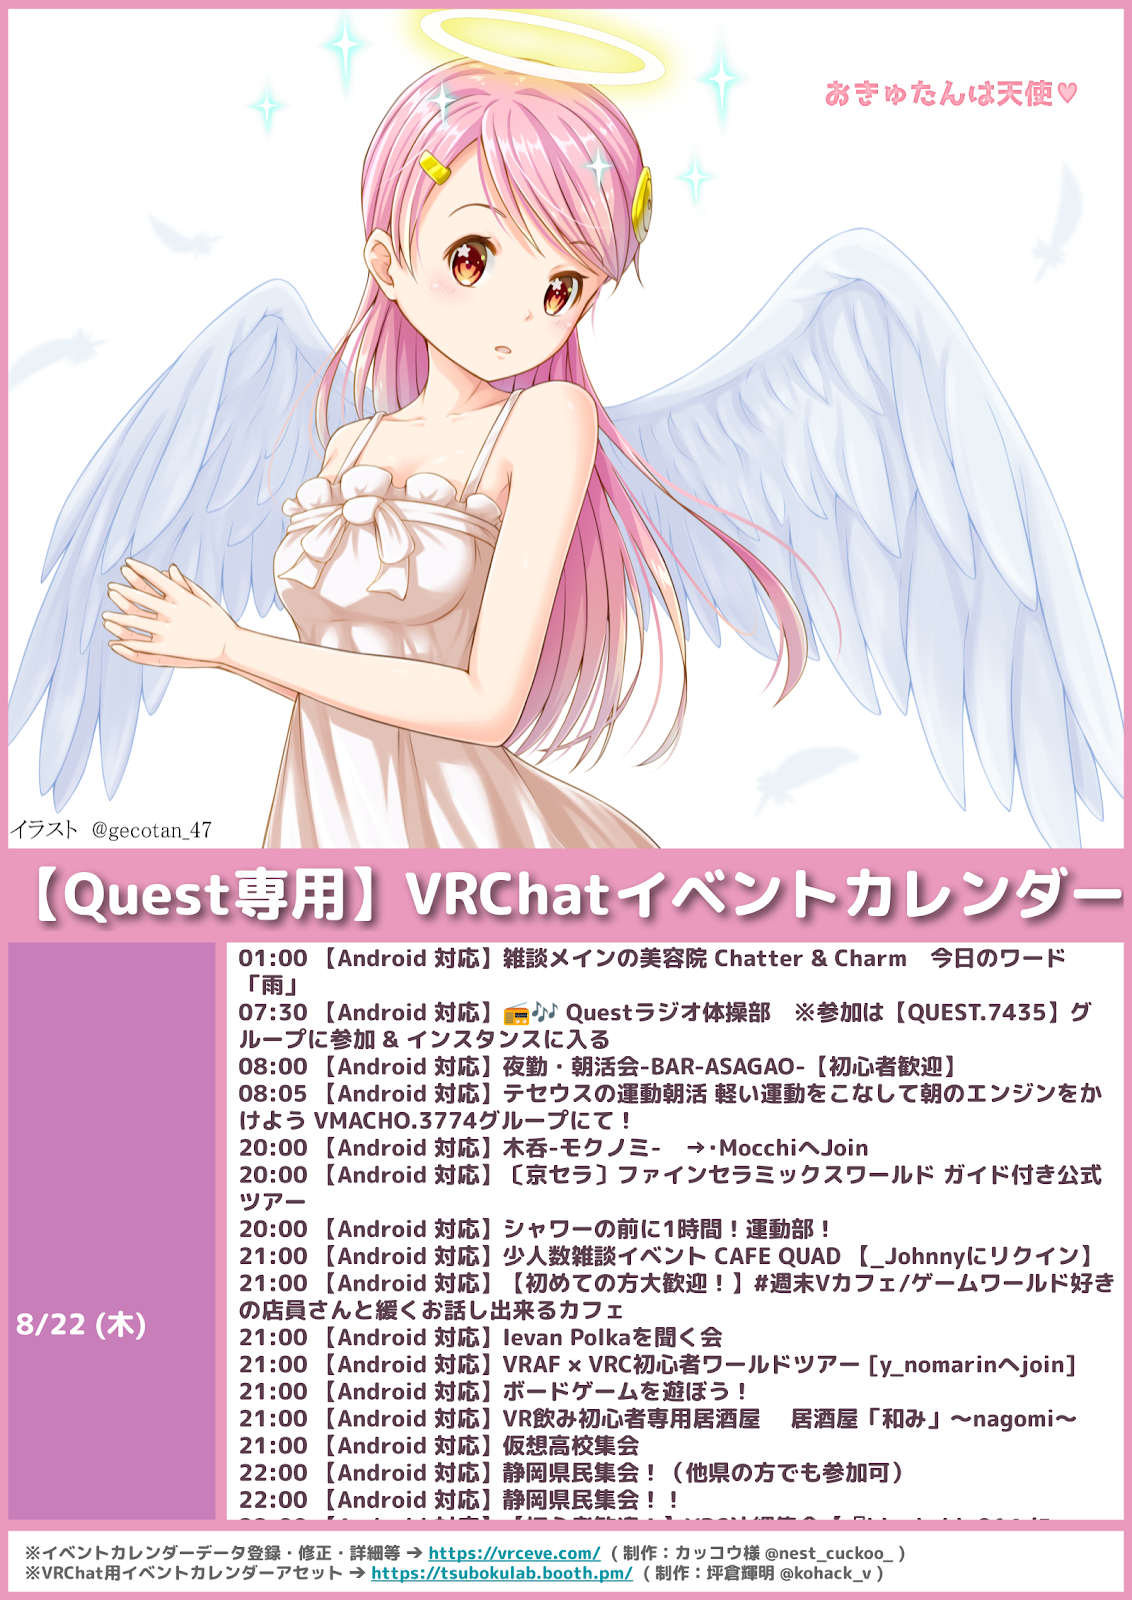 おきゅたんは天使♥
イラスト @gecotan_47
【Quest専用】VRChatイベントカレンダー
8/22 (木)
01:00 【Android 対応】雑談メインの美容院 Chatter & Charm　今日のワード
「雨」
07:30 【Android 対応】📻🎶 Questラジオ体操部　※参加は【QUEST.7435】グ
ループに参加 & インスタンスに入る
08:00 【Android 対応】夜勤・朝活会-BAR-ASAGAO-【初心者歓迎】
08:05 【Android 対応】テセウスの運動朝活 軽い運動をこなして朝のエンジンをか
けよう VMACHO.3774グループにて！
20:00 【Android 対応】木呑-モクノミ-　→･MocchiへJoin
20:00 【Android 対応】〔京セラ〕ファインセラミックスワールド ガイド付き公式
ツアー
20:00 【Android 対応】シャワーの前に1時間！運動部！
21:00 【Android 対応】少人数雑談イベント CAFE QUAD 【_Johnnyにリクイン】
21:00 【Android 対応】【初めての方大歓迎！】#週末Vカフェ/ゲームワールド好き
の店員さんと緩くお話し出来るカフェ
21:00 【Android 対応】Ievan Polkaを聞く会
21:00 【Android 対応】VRAF × VRC初心者ワールドツアー [y_nomarinへjoin]
21:00 【Android 対応】ボードゲームを遊ぼう！
21:00 【Android 対応】VR飲み初心者専用居酒屋　 居酒屋「和み」～nagomi～
21:00 【Android 対応】仮想高校集会
22:00 【Android 対応】静岡県民集会！（他県の方でも参加可）
22:00 【Android 対応】静岡県民集会！！
※イベントカレンダーデータ登録・修正・詳細等 → https://vrceve.com/ （ 制作：カッコウ様 @nest_cuckoo_ ）
※VRChat用イベントカレンダーアセット → https://tsubokulab.booth.pm/ （ 制作：坪倉輝明 @kohack_v ）